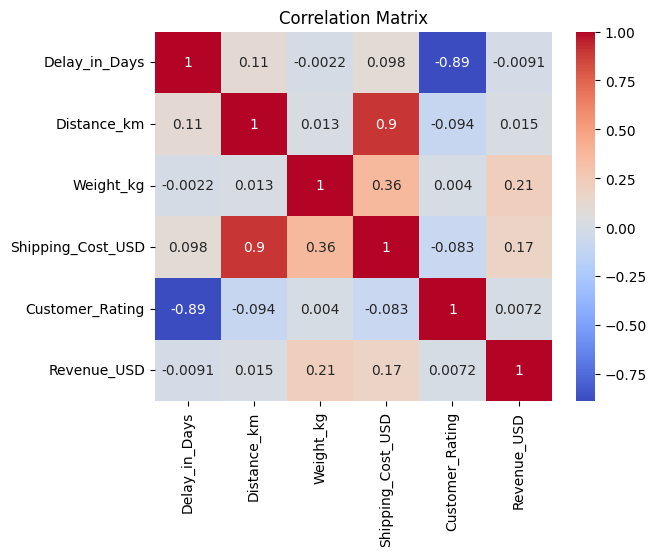 Correlation Matrix
Delay_in_Days 1 0.11 -0.0022 0.098 -0.89 -0.0091
Distance_km 0.11 1 0.013 0.9 -0.094 0.015
Weight_kg -0.0022 0.013 1 0.36 0.004 0.21
Shipping_Cost_USD 0.098 0.9 0.36 1 -0.083 0.17
Customer_Rating -0.89 -0.094 0.004 -0.083 1 0.0072
Revenue_USD -0.0091 0.015 0.21 0.17 0.0072 1
Delay_in_Days
Distance_km
Weight_kg
Shipping_Cost_USD
Customer_Rating
Revenue_USD
1.00
0.75
0.50
0.25
0.00
−0.25
−0.50
−0.75